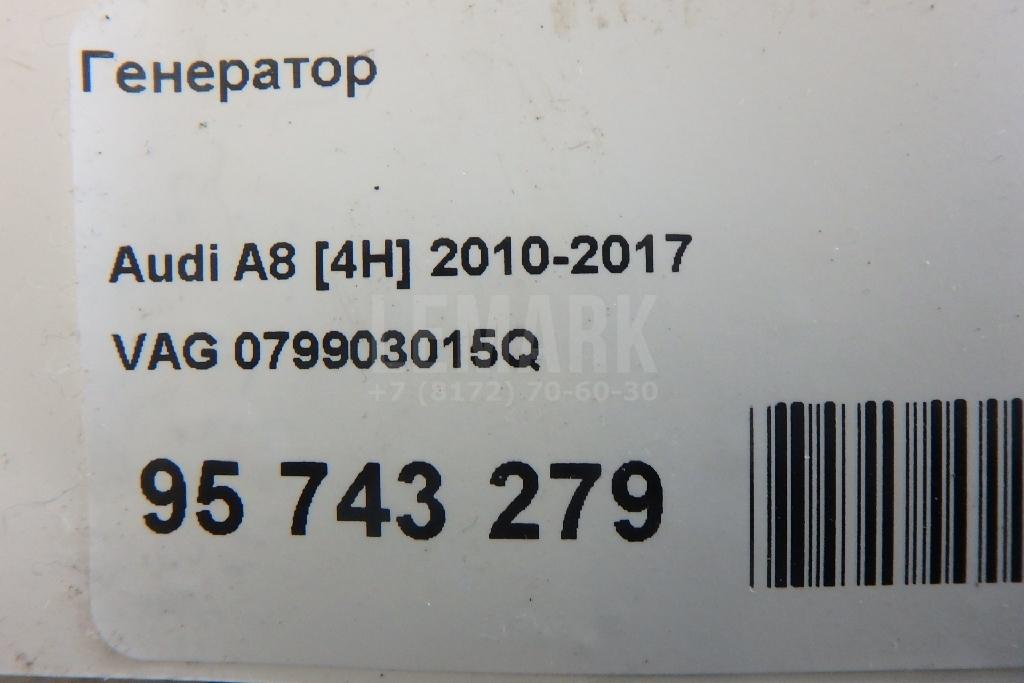 Генератор
Audi A8 [4H] 2010-2017
VAG 079903015Q
LEMARK
+7 (8172) 70-60-30
95 743 279